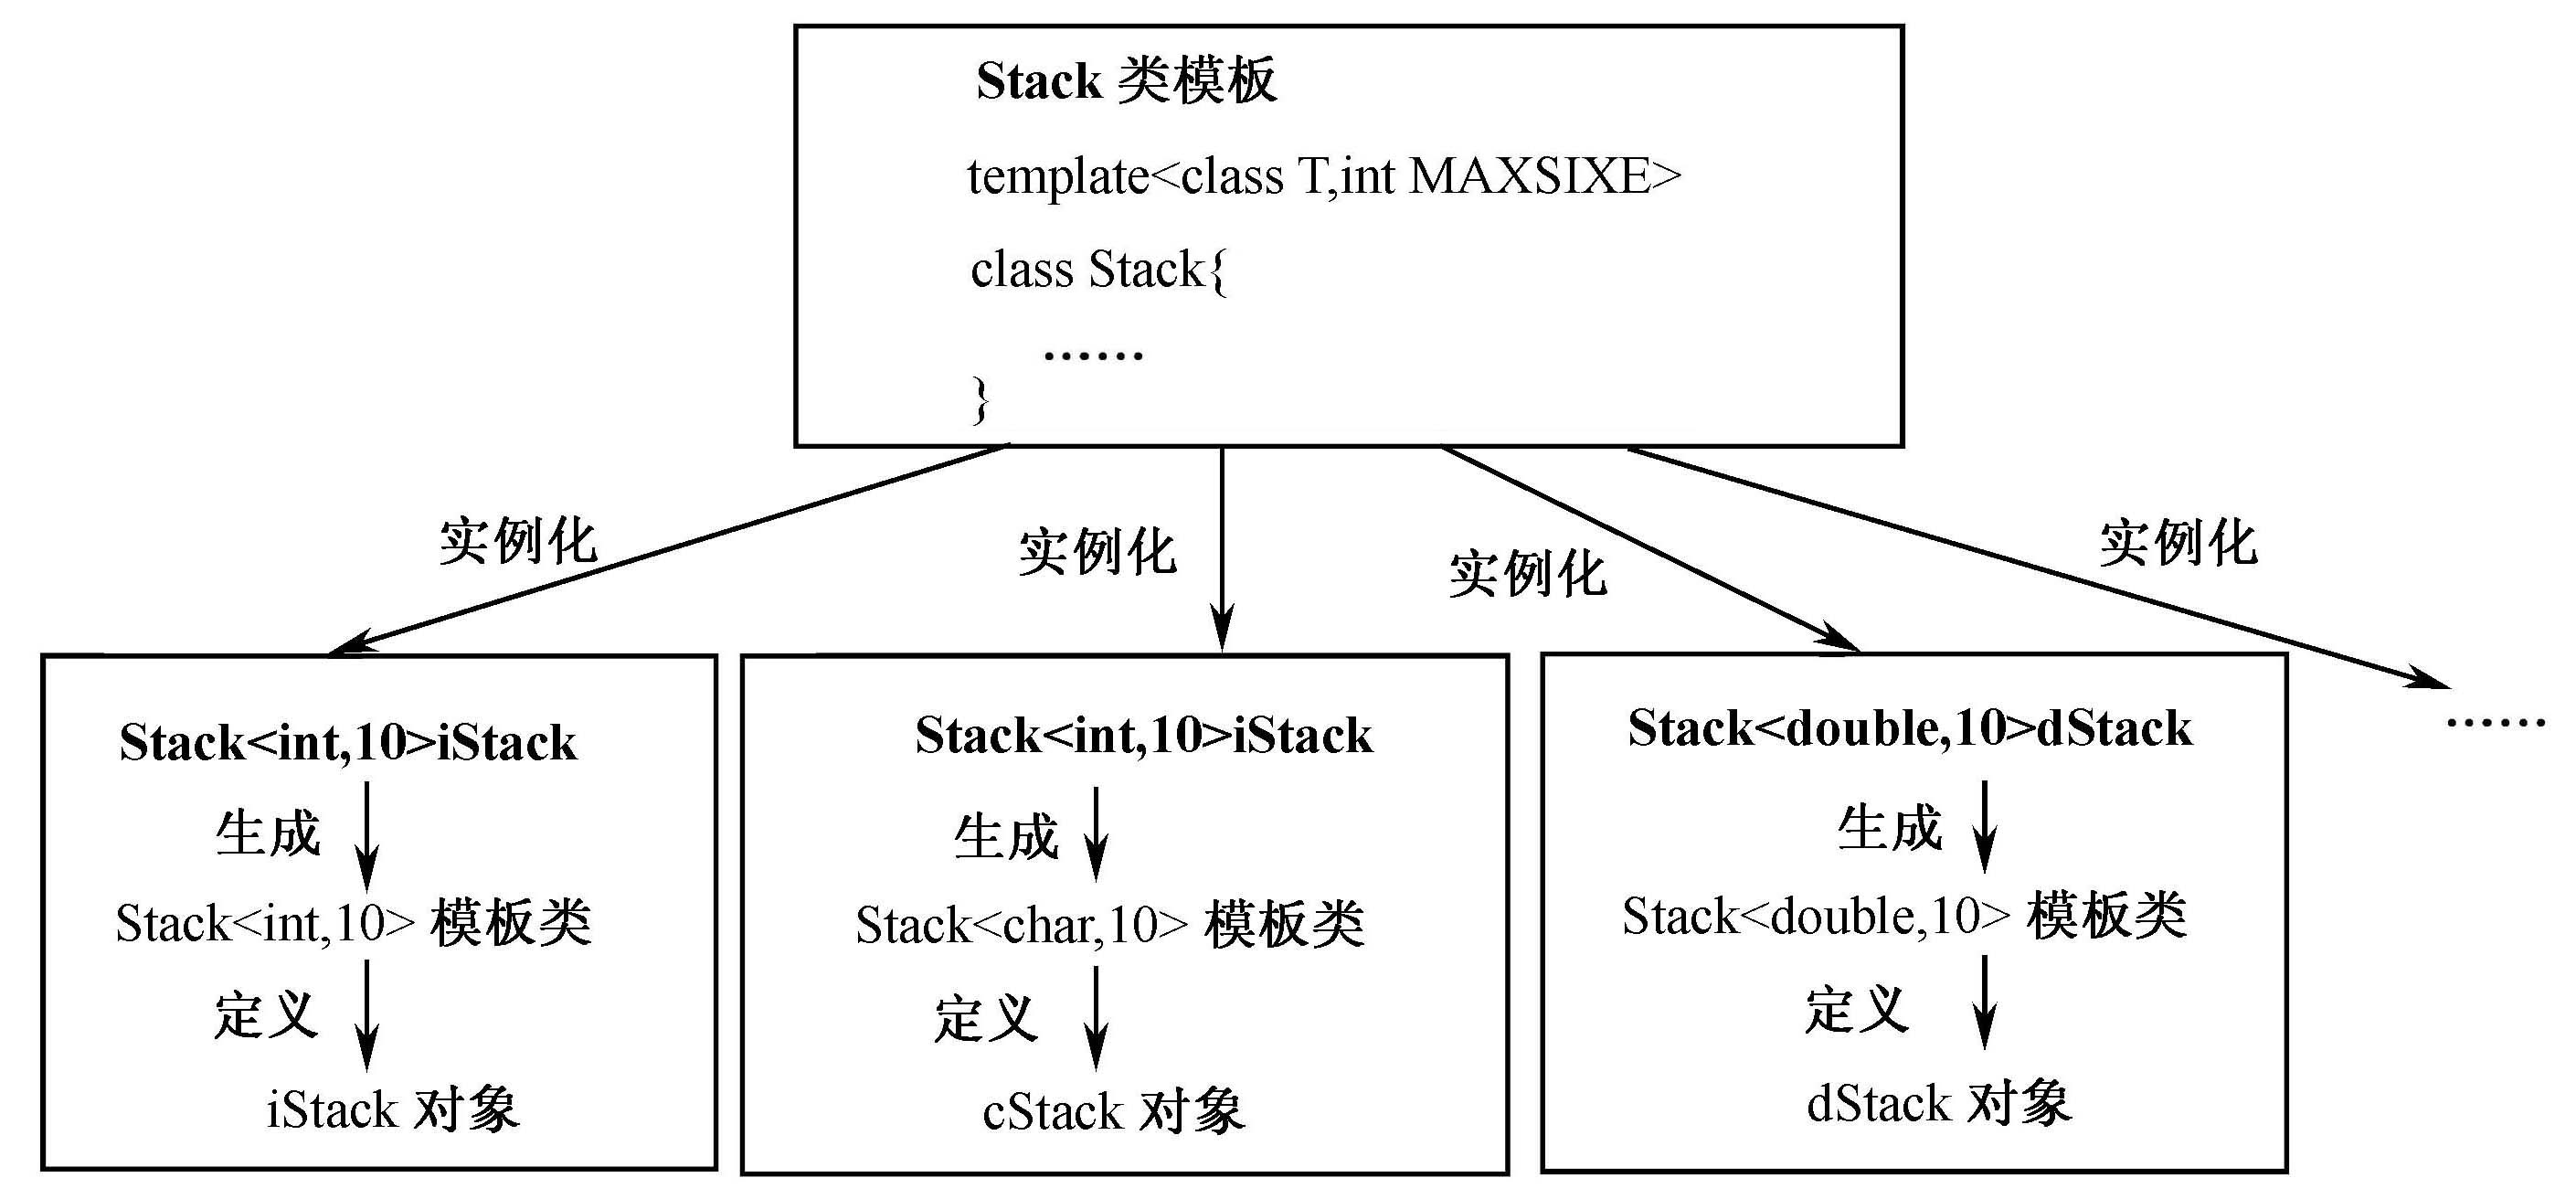 Stack 类模板
template<class T,int MAXSIXE>
class Stack{
……
}
实例化
实例化
实例化
实例化
Stack<int,10>iStack
生成
Stack<int,10> 模板类
定义
iStack 对象
Stack<int,10>iStack
生成
Stack<char,10> 模板类
定义
cStack 对象
Stack<double,10>dStack
生成
Stack<double,10> 模板类
定义
dStack 对象
……